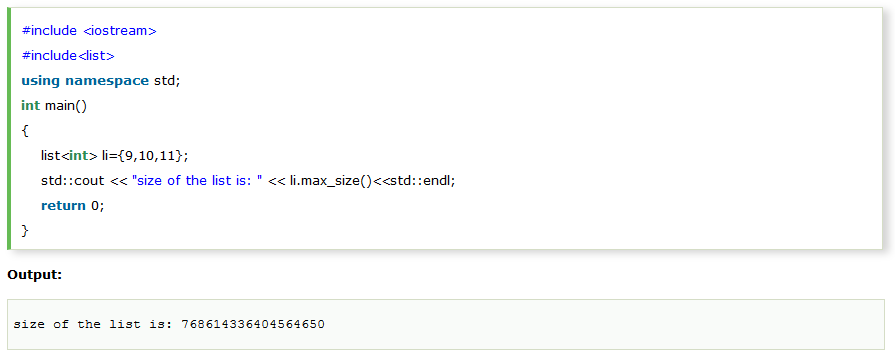 #include <iostream>
#include<list>
using namespace std;
int main()
{
list<int> li={9,10,11};
std::cout << "size of the list is: " << li.max_size()<<std::endl;
return 0;
}
Output:
size of the list is: 768614336404564650